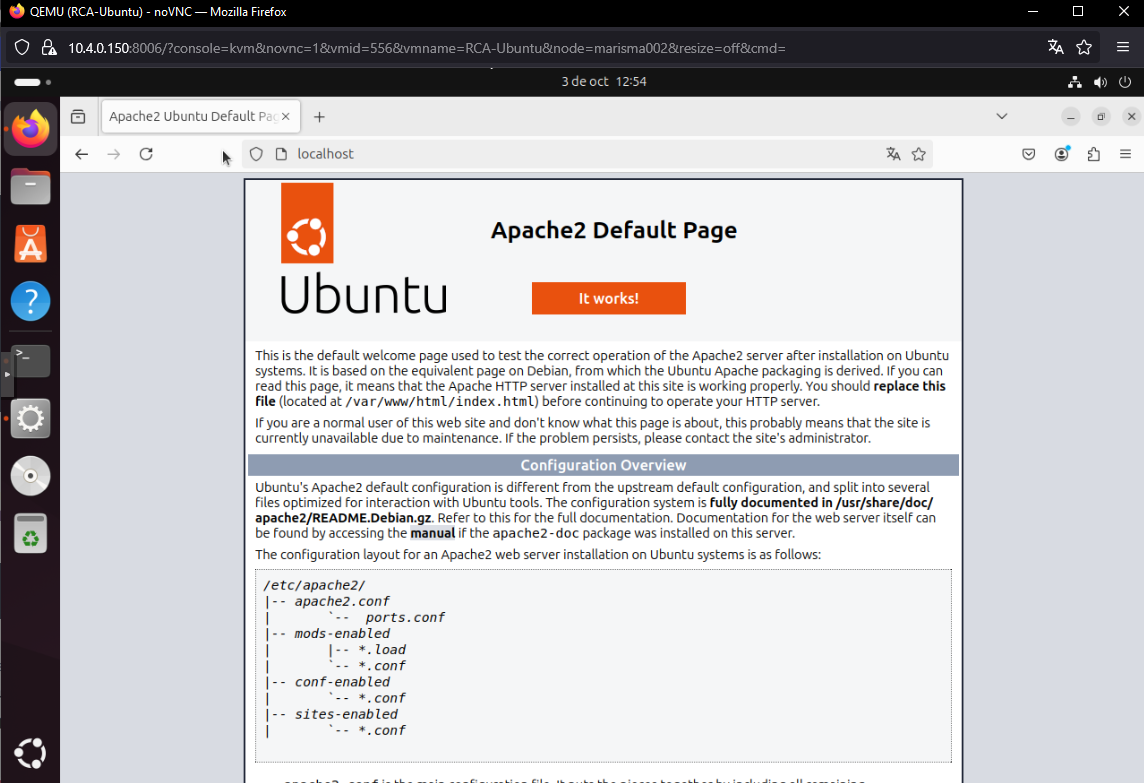 QEMU (RCA-Ubuntu) - noVNC — Mozilla Firefox
10.4.0.150:8006/?console=kvm&novnc=1&vmid=556&vmname=RCA-Ubuntu&node=marisma002&resize=off&cmd=
3 de oct 12:54
Apache2 Ubuntu Default Pag
localhost
Apache2 Default Page
Ubuntu
It works!
This is the default welcome page used to test the correct operation of the Apache2 server after installation on Ubuntu
systems. It is based on the equivalent page on Debian, from which the Ubuntu Apache packaging is derived. If you can
read this page, it means that the Apache HTTP server installed at this site is working properly. You should replace this
file (located at /var/www/html/index.html) before continuing to operate your HTTP server.
If you are a normal user of this web site and don't know what this page is about, this probably means that the site is
currently unavailable due to maintenance. If the problem persists, please contact the site's administrator.
Configuration Overview
Ubuntu's Apache2 default configuration is different from the upstream default configuration, and split into several
files optimized for interaction with Ubuntu tools. The configuration system is fully documented in /usr/share/doc/
apache2/README.Debian.gz. Refer to this for the full documentation. Documentation for the web server itself can
be found by accessing the manual if the apache2-doc package was installed on this server.
The configuration layout for an Apache2 web server installation on Ubuntu systems is as follows:
/etc/apache2/
|-- apache2.conf
|       `--  ports.conf
|-- mods-enabled
|       |-- *.load
|       `-- *.conf
|-- conf-enabled
|       `-- *.conf
|-- sites-enabled
|       `-- *.conf